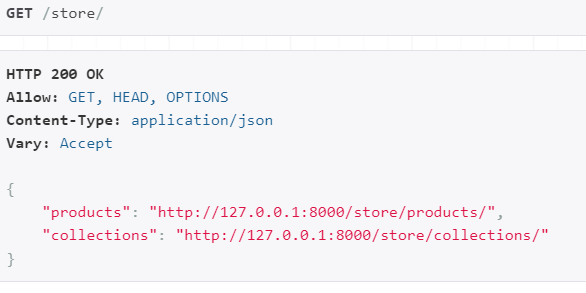 GET /store/
HTTP 200 OK
Allow: GET, HEAD, OPTIONS
Content-Type: application/json
Vary: Accept
{
    "products": "http://127.0.0.1:8000/store/products/",
    "collections": "http://127.0.0.1:8000/store/collections/"
}